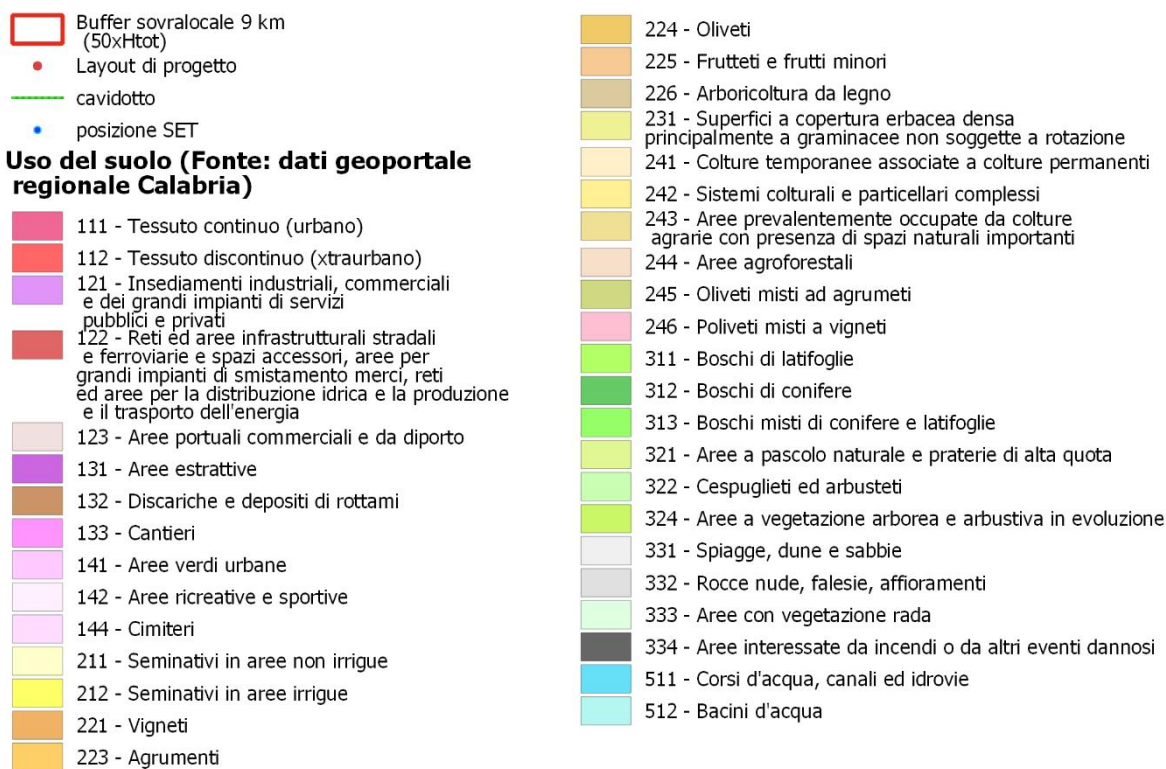 Buffer sovralocale 9 km
(50xHtot)
Layout di progetto
cavidotto
posizione SET
Uso del suolo (Fonte: dati geoportale
regionale Calabria)
111 - Tessuto continuo (urbano)
112 - Tessuto discontinuo (xtraurbano)
121 - Insediamenti industriali, commerciali
e dei grandi impianti di servizi
pubblici e privati
122 - Reti ed aree infrastrutturali stradali
e ferroviarie e spazi accessori, aree per
grandi impianti di smistamento merci, reti
ed aree per la distribuzione idrica e la produzione
e il trasporto dell'energia
123 - Aree portuali commerciali e da diporto
131 - Aree estrattive
132 - Discariche e depositi di rottami
133 - Cantieri
141 - Aree verdi urbane
142 - Aree ricreative e sportive
144 - Cimiteri
211 - Seminativi in aree non irrigue
212 - Seminativi in aree irrigue
221 - Vigneti
223 - Agrumenti
224 - Oliveti
225 - Frutteti e frutti minori
226 - Arboricoltura da legno
231 - Superfici a copertura erbacea densa
principalmente a graminacee non soggette a rotazione
241 - Colture temporanee associate a colture permanenti
242 - Sistemi colturali e particellari complessi
243 - Aree prevalentemente occupate da colture
agrarie con presenza di spazi naturali importanti
244 - Aree agroforestali
245 - Oliveti misti ad agrumeti
246 - Poliveti misti a vigneti
311 - Boschi di latifoglie
312 - Boschi di conifere
313 - Boschi misti di conifere e latifoglie
321 - Aree a pascolo naturale e praterie di alta quota
322 - Cespuglieti ed arbusteti
324 - Aree a vegetazione arborea e arbustiva in evoluzione
331 - Spiagge, dune e sabbie
332 - Rocce nude, falesie, affioramenti
333 - Aree con vegetazione rada
334 - Aree interessate da incendi o da altri eventi dannosi
511 - Corsi d'acqua, canali ed idrovie
512 - Bacini d'acqua